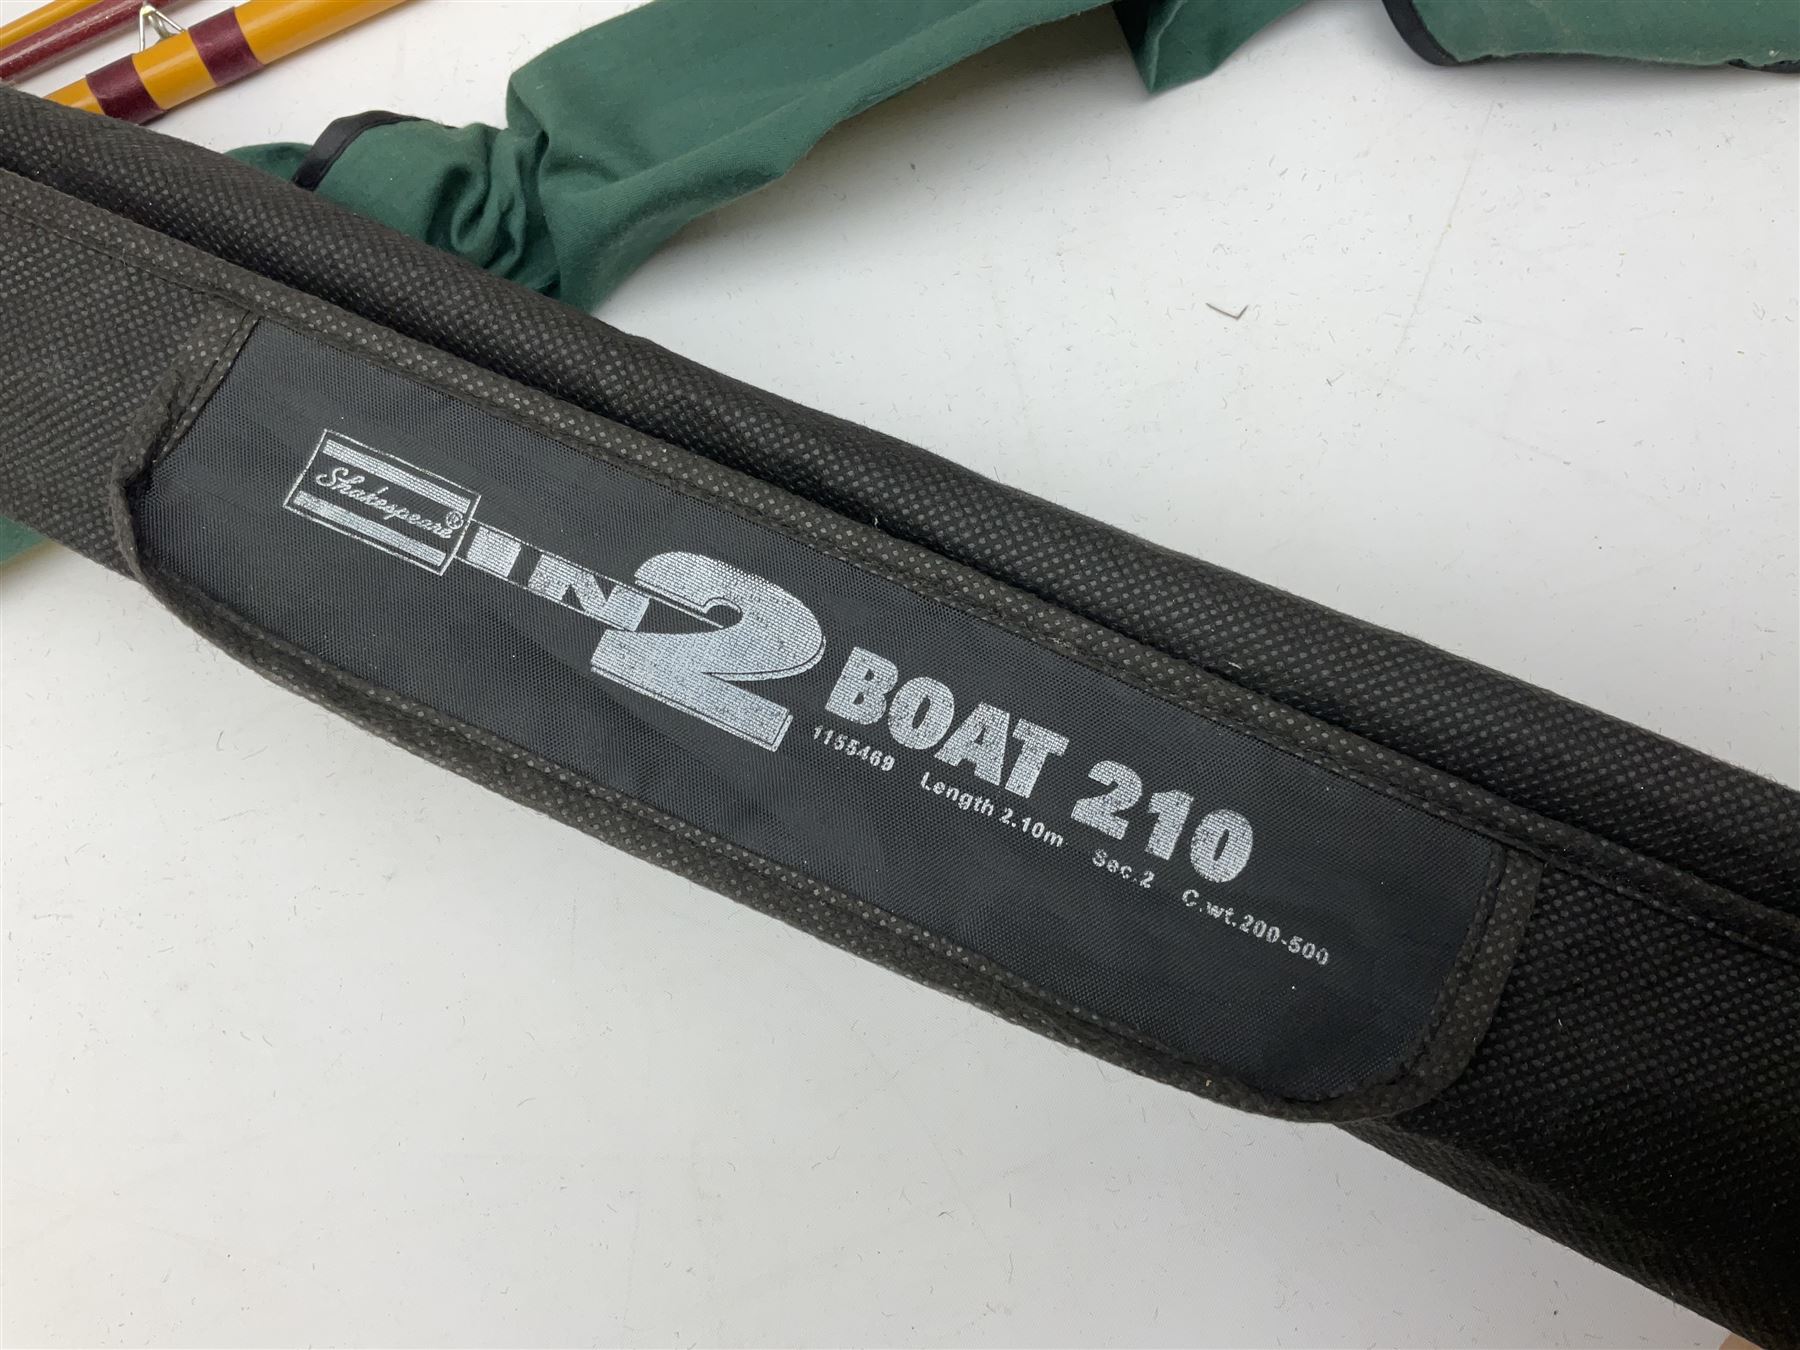 Shakespeare®
IN2 BOAT 210
1155469 Length 2.10m Sec.2 C.wt.200-500